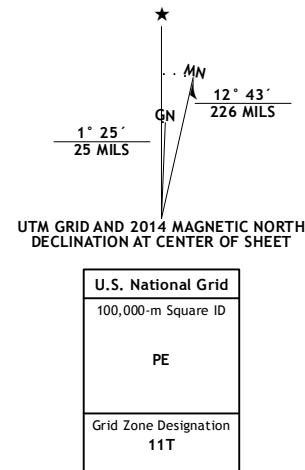 ★
MN
GN
12° 43´
226 MILS
1° 25´
25 MILS
UTM GRID AND 2014 MAGNETIC NORTH
DECLINATION AT CENTER OF SHEET
U.S. National Grid
100,000-m Square ID
PE
Grid Zone Designation
11T